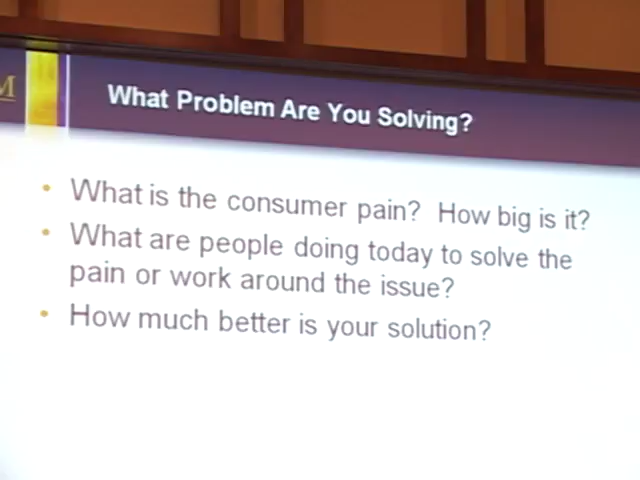 M
What Problem Are You Solving?
• What is the consumer pain? How big is it?
• What are people doing today to solve the
pain or work around the issue?
• How much better is your solution?